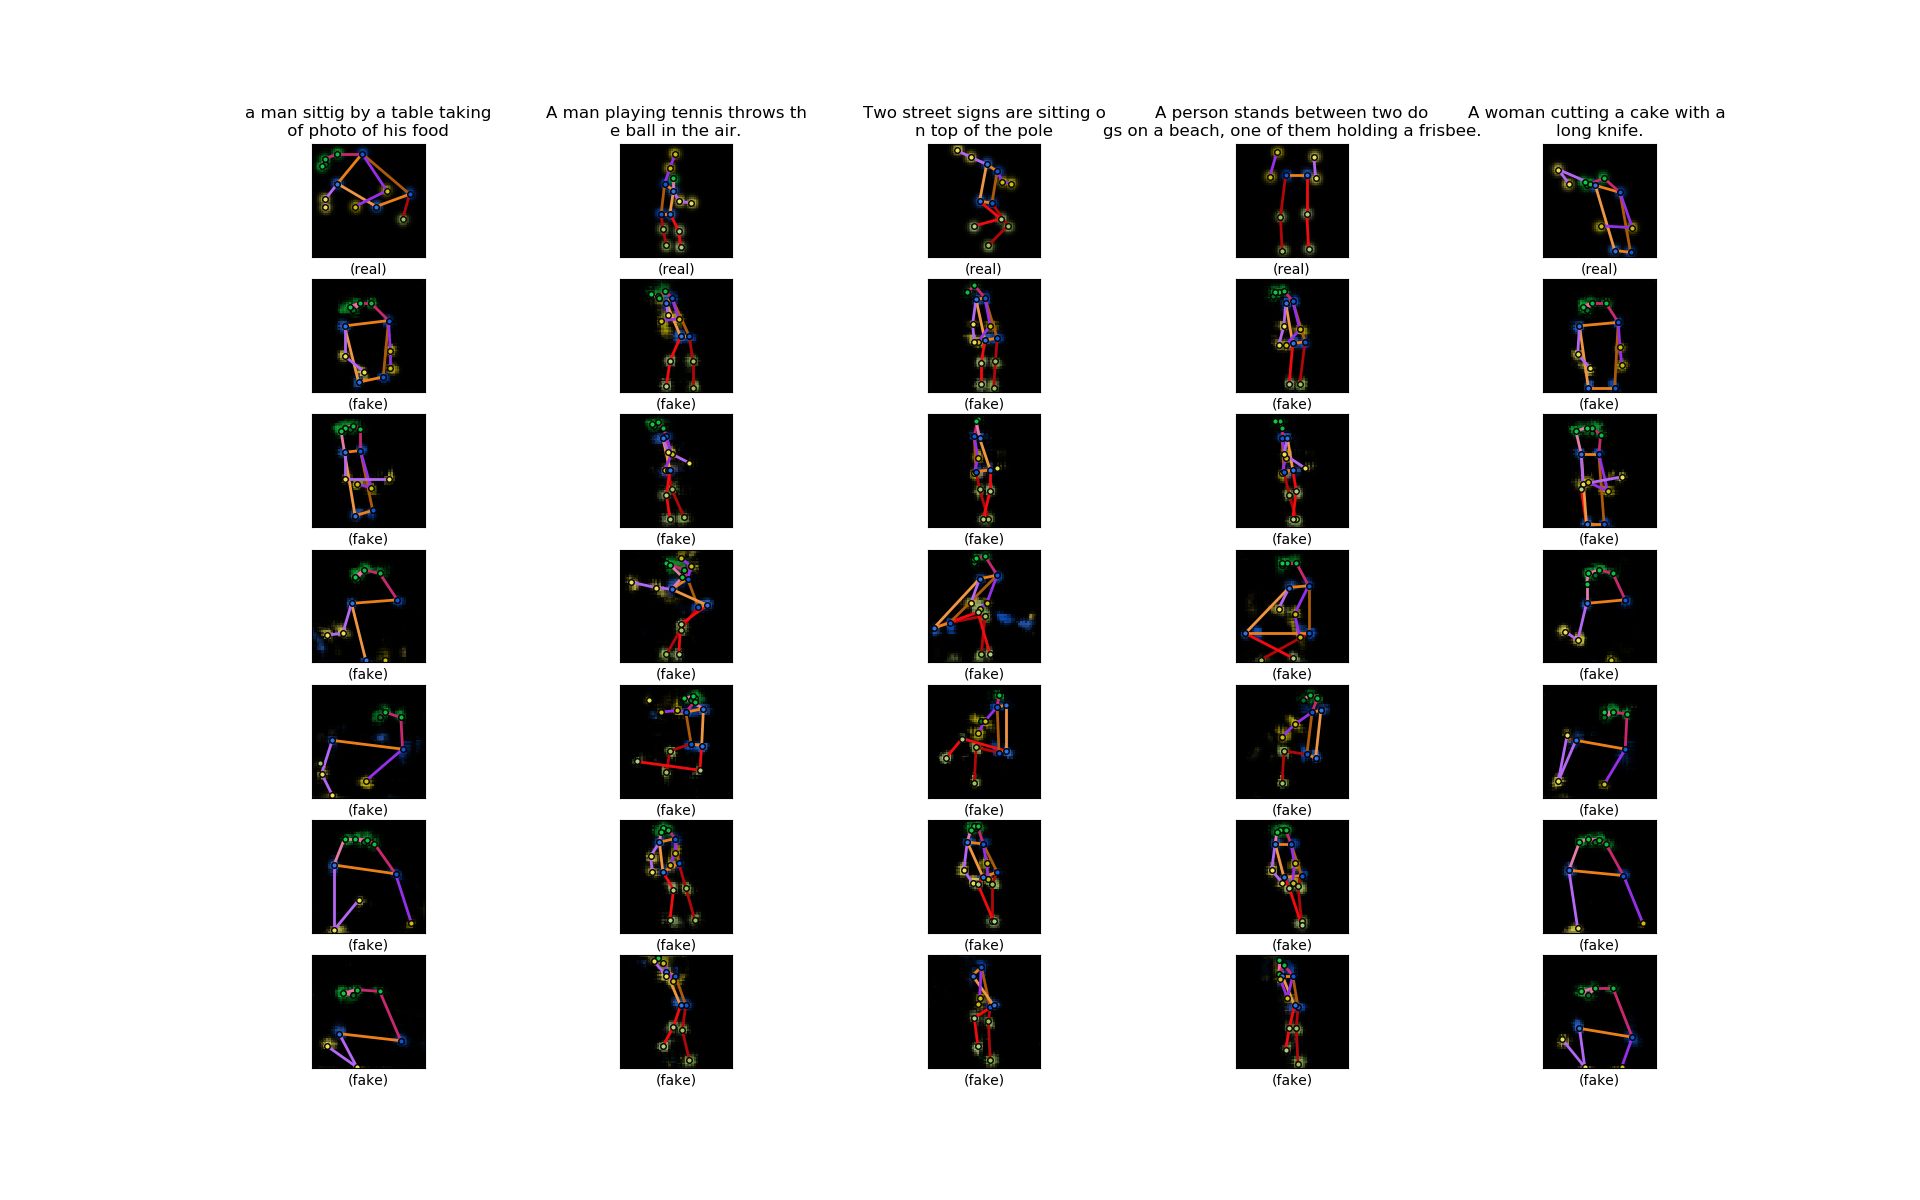 a man sittig by a table taking
of photo of his food
A man playing tennis throws th
e ball in the air.
Two street signs are sitting o
n top of the pole
A person stands between two do
gs on a beach, one of them holding a frisbee.
A woman cutting a cake with a
long knife.
(real) (real) (real) (real) (real)
(fake) (fake) (fake) (fake) (fake)
(fake) (fake) (fake) (fake) (fake)
(fake) (fake) (fake) (fake) (fake)
(fake) (fake) (fake) (fake) (fake)
(fake) (fake) (fake) (fake) (fake)
(fake) (fake) (fake) (fake) (fake)